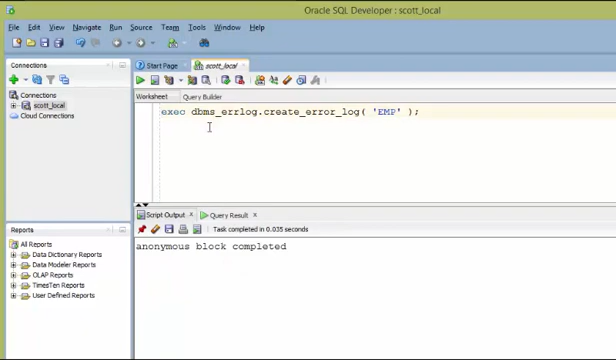 Oracle SQL Developer : scott_local
File Edit View Navigate Run Source Team Tools Window Help
Connections
Start Page
scott_local
Worksheet Query Builder
Connections
scott_local
Cloud Connections
exec dbms_errlog.create_error_log( 'EMP' );
Reports
All Reports
Data Dictionary Reports
Data Modeler Reports
OLAP Reports
TimesTen Reports
User Defined Reports
Script Output
Query Result
Task completed in 0.035 seconds
anonymous block completed